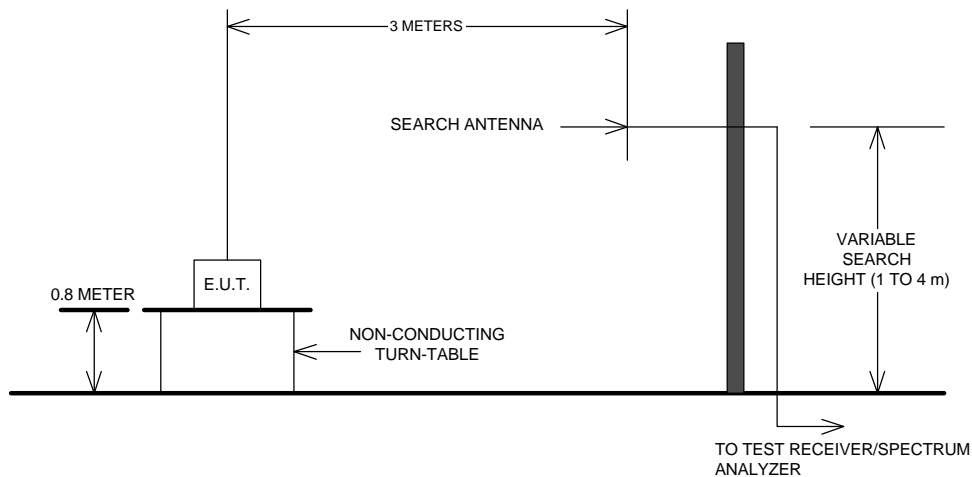 3 METERS
SEARCH ANTENNA
VARIABLE
SEARCH
HEIGHT (1 TO 4 m)
E.U.T.
0.8 METER
NON-CONDUCTING
TURN-TABLE
TO TEST RECEIVER/SPECTRUM
ANALYZER